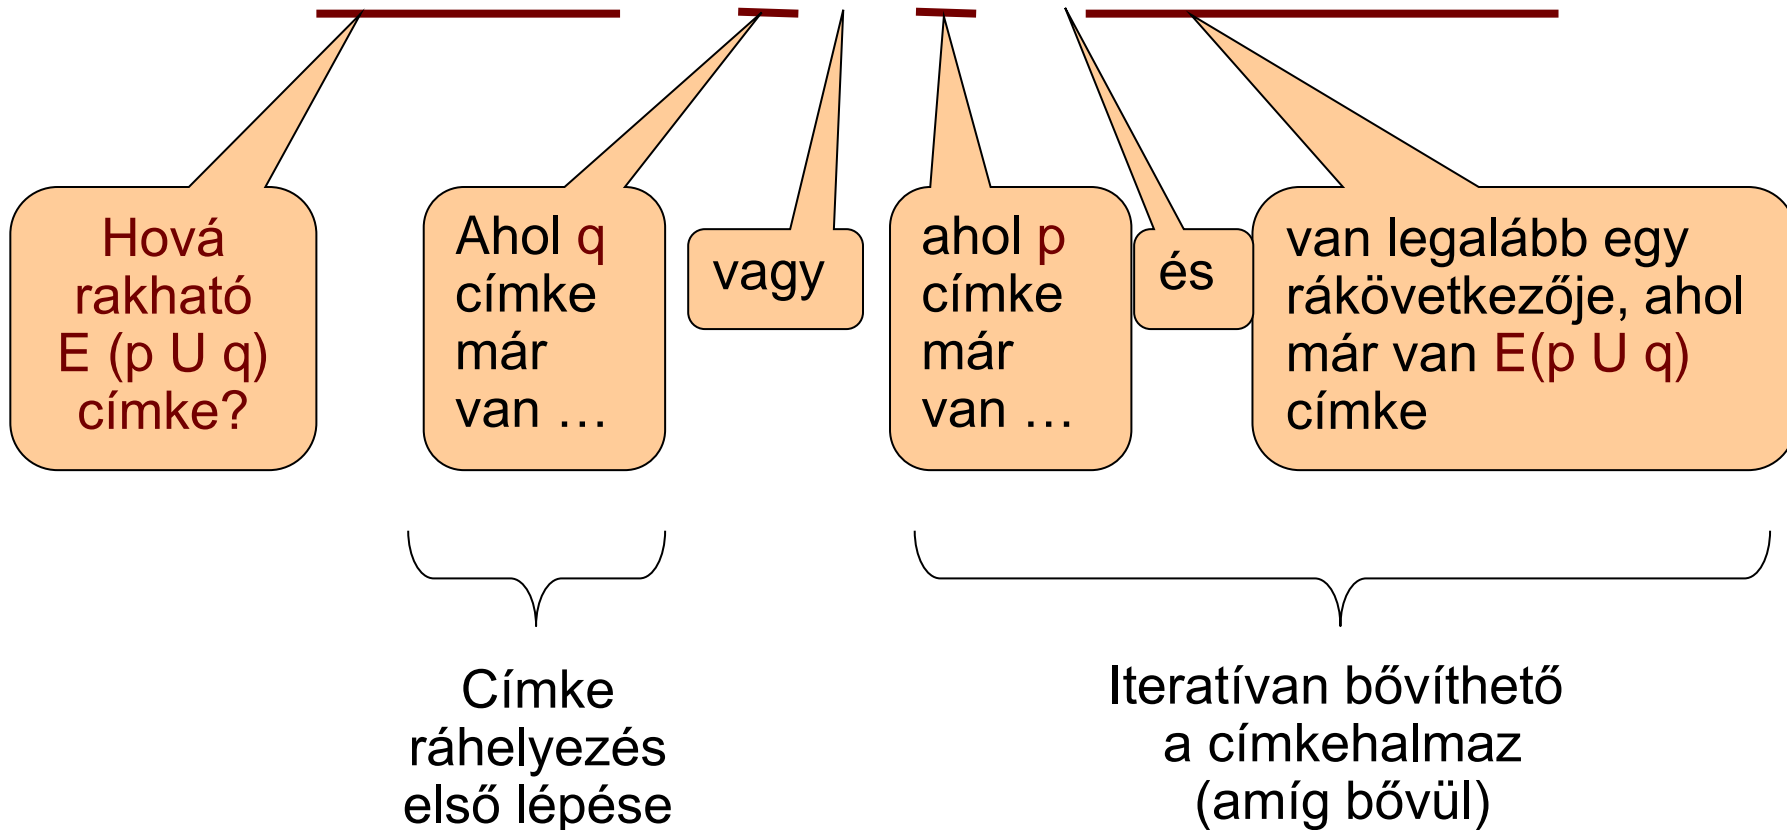 Hová
rakható
E (p U q)
címke?
Ahol q
címke
már
van …
vagy
ahol p
címke
már
van …
és
van legalább egy
rákövetkezője, ahol
már van E(p U q)
címke
Címke
ráhelyezés
első lépése
Iteratívan bővíthető
a címkehalmaz
(amíg bővül)